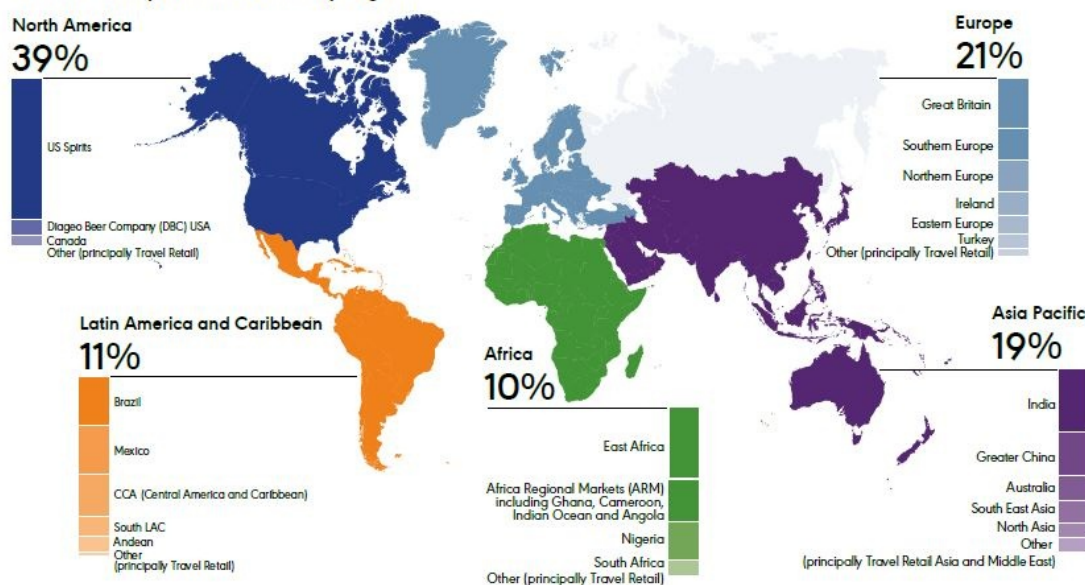 North America
39%
US Spirits
Diageo Beer Company (DBC) USA
Canada
Other (principally Travel Retail)
Europe
21%
Great Britain
Southern Europe
Northern Europe
Ireland
Eastern Europe
Turkey
Other (principally Travel Retail)
Latin America and Caribbean
11%
Brazil
Mexico
CCA (Central America and Caribbean)
South LAC
Andean
Other
(principally Travel Retail)
Africa
10%
East Africa
Africa Regional Markets (ARM)
including Ghana, Cameroon,
Indian Ocean and Angola
Nigeria
South Africa
Other (principally Travel Retail)
Asia Pacific
19%
India
Greater China
Australia
South East Asia
North Asia
Other
(principally Travel Retail Asia and Middle East)